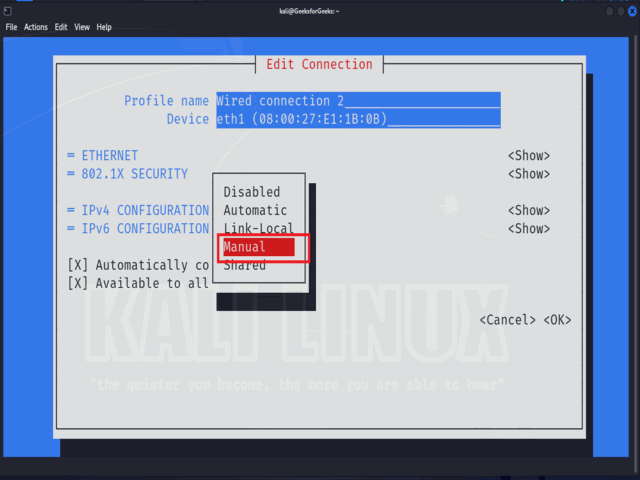 kali@GeeksforGeeks: ~
File Actions Edit View Help
Edit Connection
Profile name Wired connection 2
Device eth1 (08:00:27:E1:1B:0B)
= ETHERNET <Show>
= 802.1X SECURITY <Show>
Disabled
Automatic
= IPv4 CONFIGURATION <Show>
Link-Local
= IPv6 CONFIGURATION <Show>
Manual
Shared
[X] Automatically co
[X] Available to all
<Cancel> <OK>
KALI LINUX
"the quieter you become, the more you are able to hear"